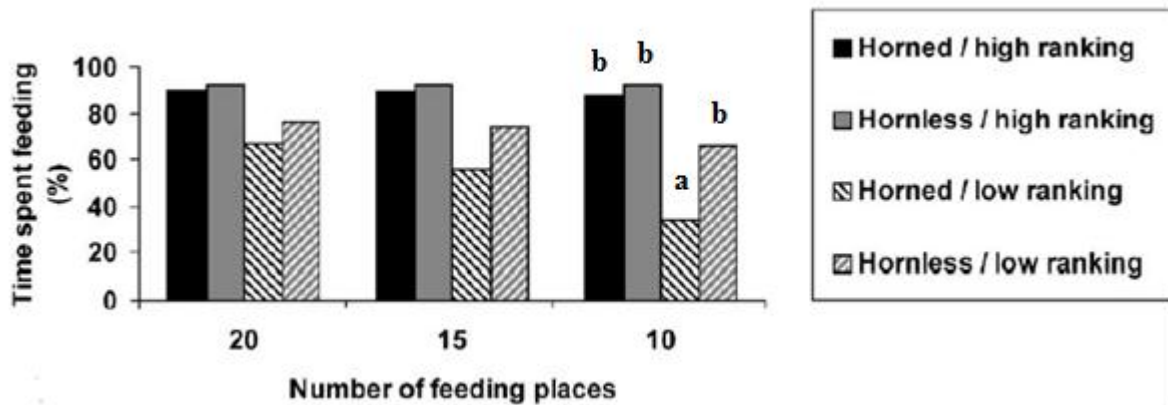 Time spent feeding
(%)
100
80
60
40
20
0
b
b
a
b
20
15
10
Number of feeding places
Horned / high ranking
Hornless / high ranking
Horned / low ranking
Hornless / low ranking